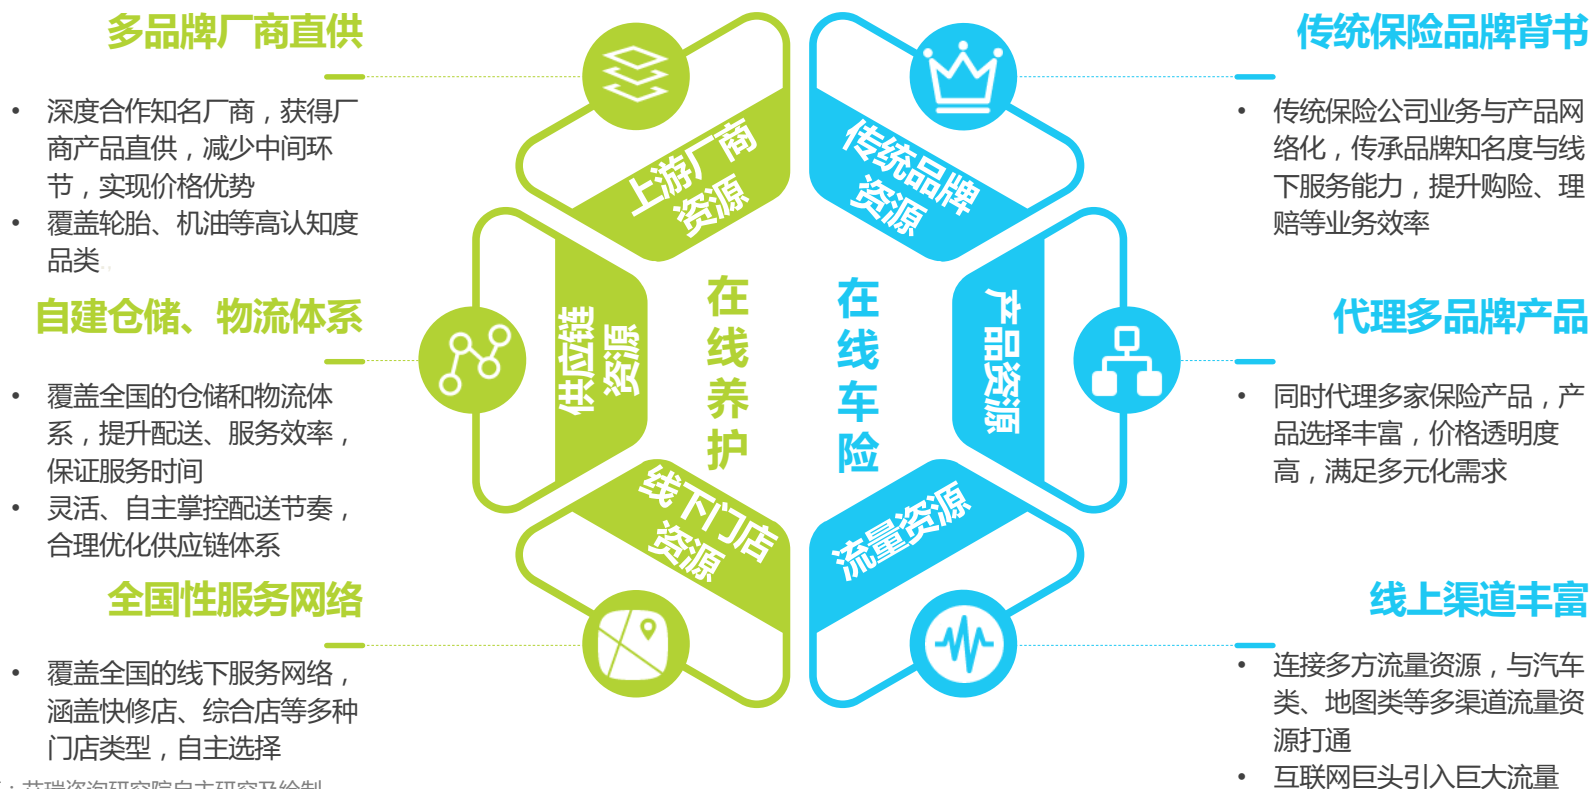 多品牌厂商直供
• 深度合作知名厂商，获得厂
商产品直供，减少中间环
节，实现价格优势
• 覆盖轮胎、机油等高认知度
品类
自建仓储、物流体系
• 覆盖全国的仓储和物流体
系，提升配送、服务效率，
保证服务时间
• 灵活、自主掌控配送节奏，
合理优化供应链体系
全国性服务网络
• 覆盖全国的线下服务网络，
涵盖快修店、综合店等多种
门店类型，自主选择
上游厂商
资源
供应链
资源
线下门店
资源
在线养护
在线车险
传统品牌
资源
产品资源
流量资源
传统保险品牌背书
• 传统保险公司业务与产品网
络化，传承品牌知名度与线
下服务能力，提升购险、理
赔等业务效率
代理多品牌产品
• 同时代理多家保险产品，产
品选择丰富，价格透明度
高，满足多元化需求
线上渠道丰富
• 连接多方流量资源，与汽车
类、地图类等多渠道流量资
源打通
• 互联网巨头引入巨大流量
：艾瑞咨询研究院自主研究及绘制